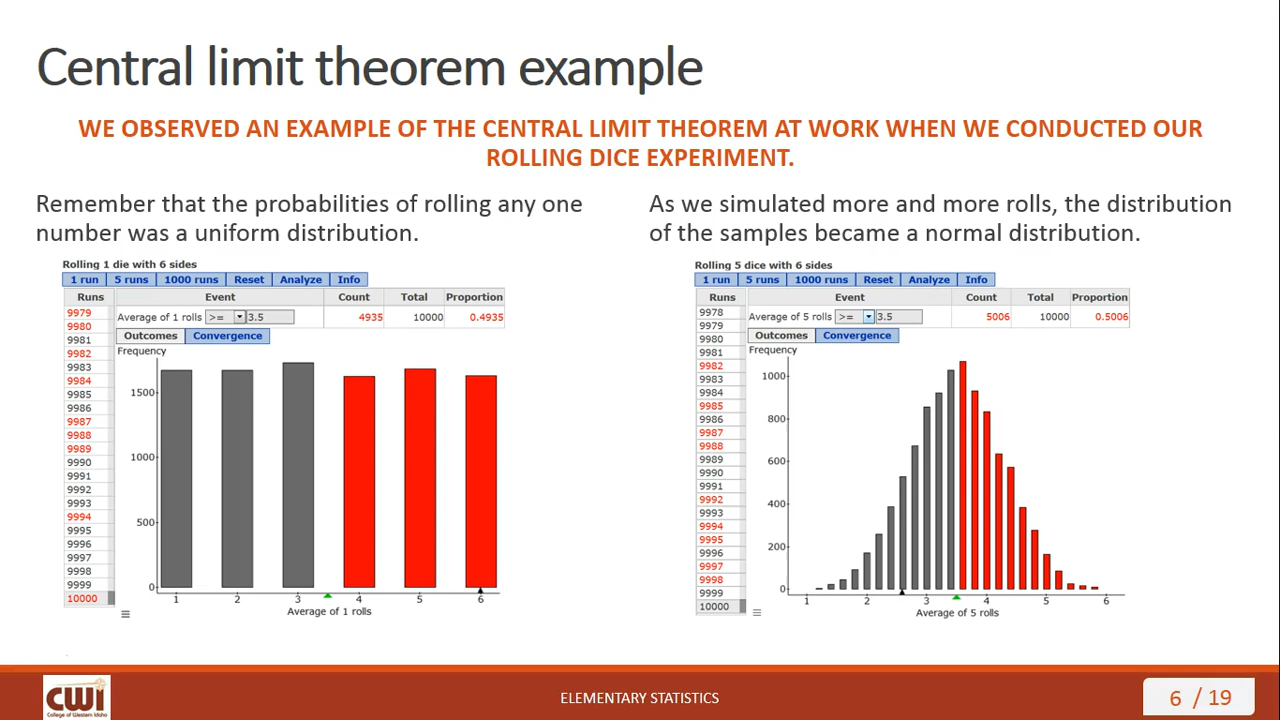 Central limit theorem example
WE OBSERVED AN EXAMPLE OF THE CENTRAL LIMIT THEOREM AT WORK WHEN WE CONDUCTED OUR
ROLLING DICE EXPERIMENT.
Remember that the probabilities of rolling any one
number was a uniform distribution.
Rolling 1 die with 6 sides
1 run 5 runs 1000 runs Reset Analyze Info
Runs Event Count Total Proportion
Average of 1 rolls >= 3.5 4935 10000 0.4935
Outcomes Convergence
9979
9980
9981
9982
9983
9984
9985
9986
9987
9988
9989
9990
9991
9992
9993
9994
9995
9996
9997
9998
9999
10000
Frequency
1500
1000
500
0
1 2 3 4 5 6
Average of 1 rolls
As we simulated more and more rolls, the distribution
of the samples became a normal distribution.
Rolling 5 dice with 6 sides
1 run 5 runs 1000 runs Reset Analyze Info
Runs Event Count Total Proportion
Average of 5 rolls >= 3.5 5006 10000 0.5006
Outcomes Convergence
9978
9979
9980
9981
9982
9983
9984
9985
9986
9987
9988
9989
9990
9991
9992
9993
9994
9995
9996
9997
9998
9999
10000
Frequency
1000
800
600
400
200
0
1 2 3 4 5 6
Average of 5 rolls
CWI
College of Western Idaho
ELEMENTARY STATISTICS
6 / 19